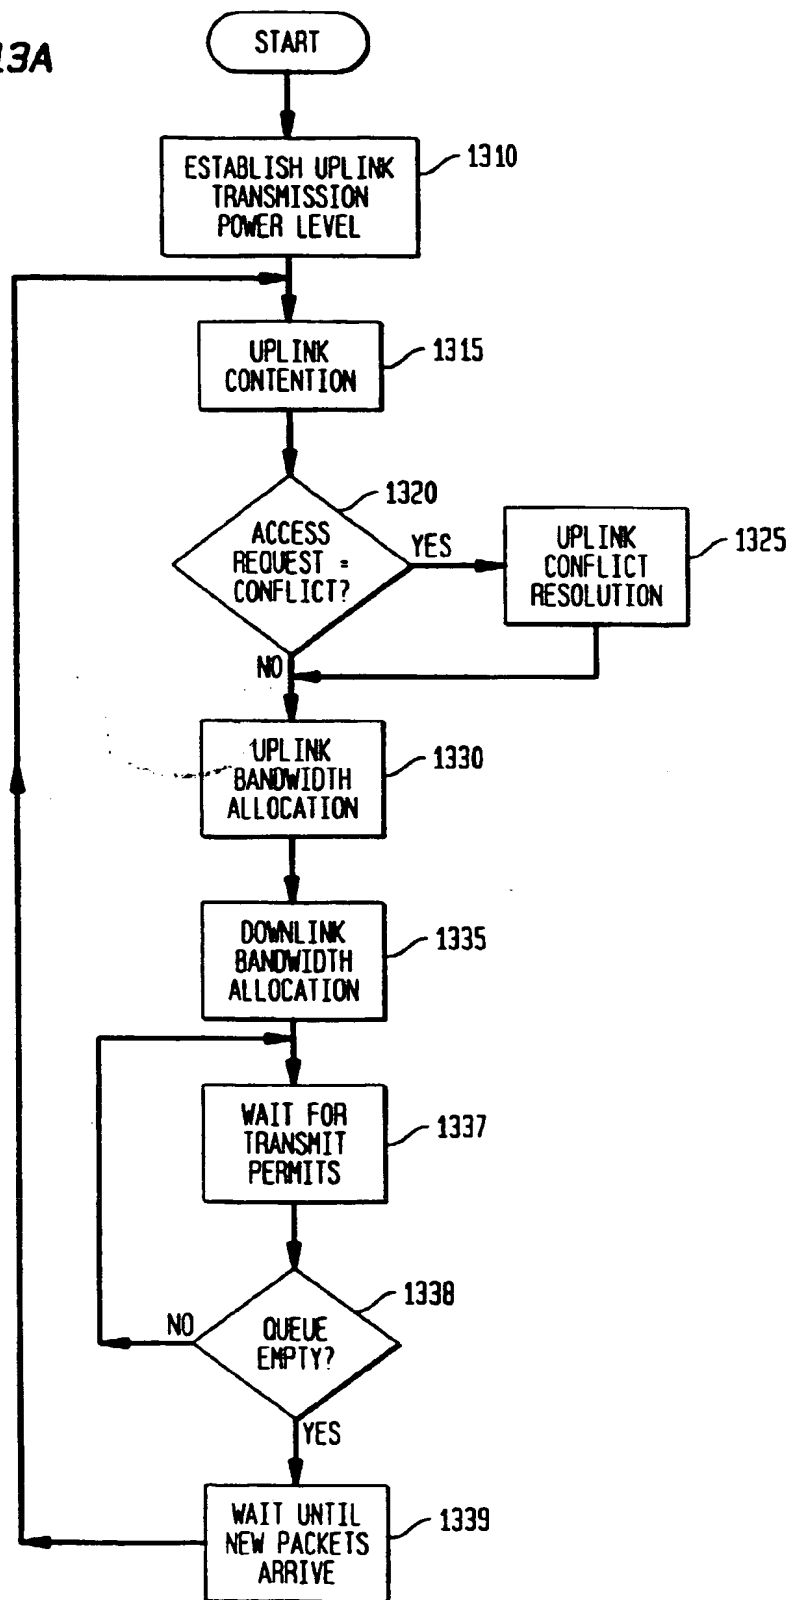 13A
START
ESTABLISH UPLINK
TRANSMISSION
POWER LEVEL
1310
UPLINK
CONTENTION
1315
1320
ACCESS
REQUEST =
CONFLICT?
YES
UPLINK
CONFLICT
RESOLUTION
1325
NO
UPLINK
BANDWIDTH
ALLOCATION
1330
DOWNLINK
BANDWIDTH
ALLOCATION
1335
WAIT FOR
TRANSMIT
PERMITS
1337
1338
NO
QUEUE
EMPTY?
YES
WAIT UNTIL
NEW PACKETS
ARRIVE
1339